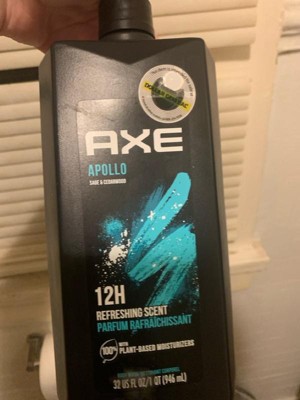 AXE
APOLLO
SAGE & CEDARWOOD
12H
REFRESHING SCENT
PARFUM RAFRAÎCHISSANT
100% WITH
PLANT-BASED MOISTURIZERS
32 US FL OZ/1 QT (946 mL)